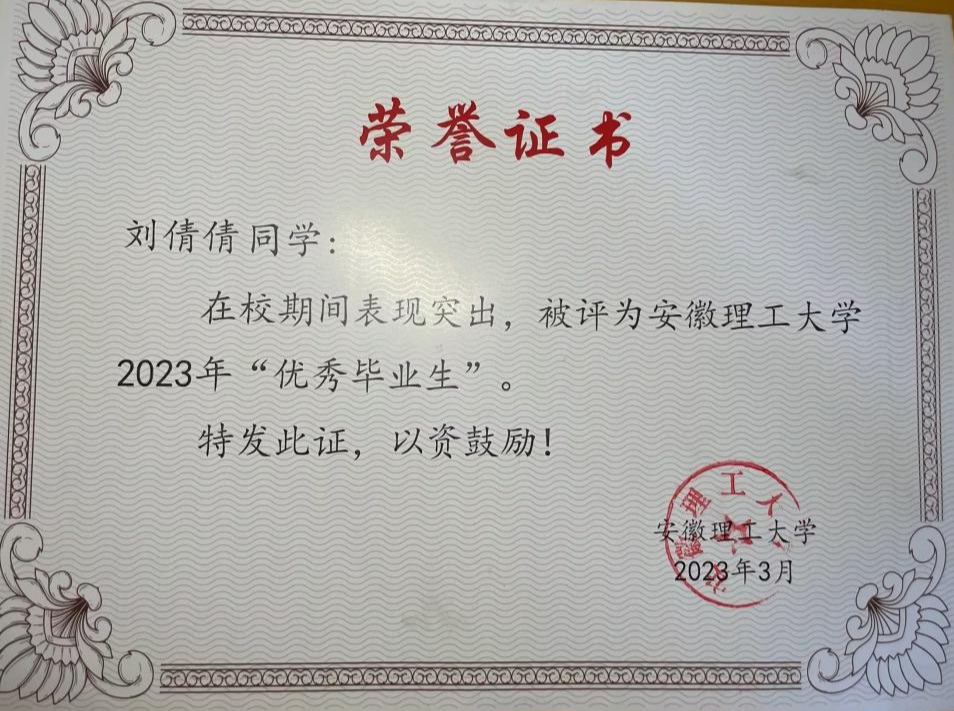 荣誉证书
刘倩倩同学:
在校期间表现突出，被评为安徽理工大学
2023年“优秀毕业生”。
特发此证，以资鼓励！
安徽理工大学
2023年3月